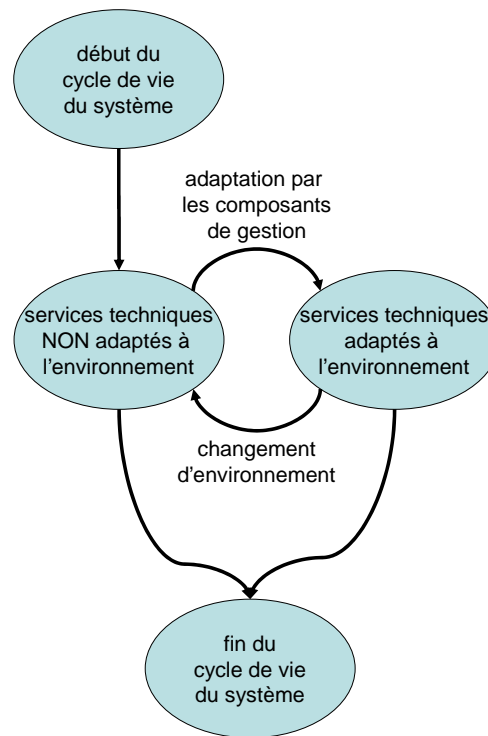 début du
cycle de vie
du système
adaptation par
les composants
de gestion
services techniques
NON adaptés à
l'environnement
services techniques
adaptés à
l'environnement
changement
d'environnement
fin du
cycle de vie
du système